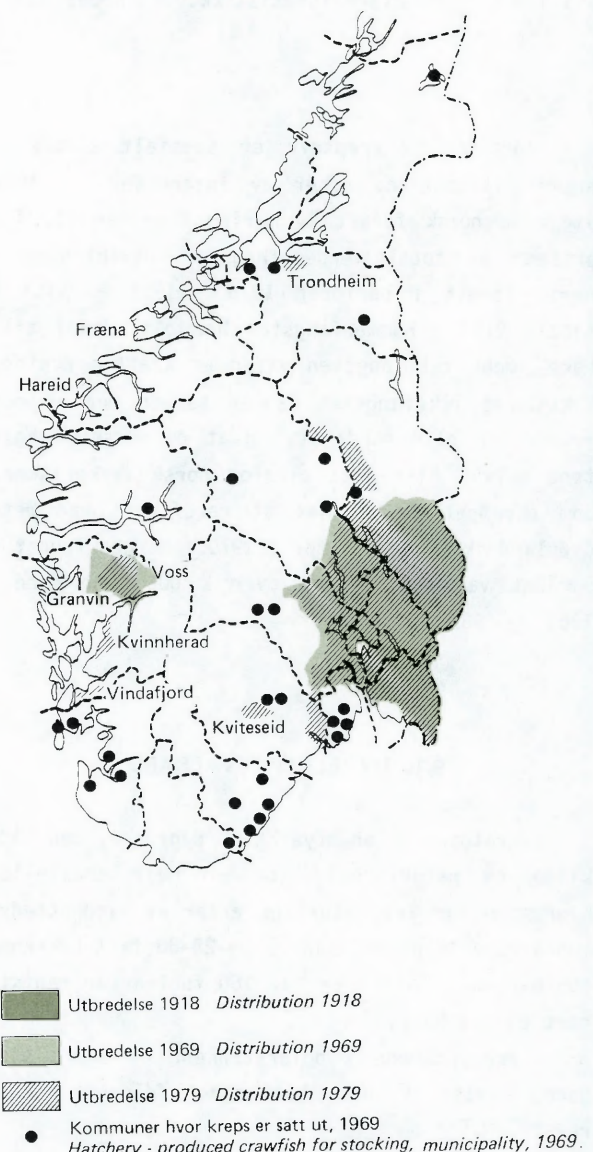 Trondheim
Fræna
Hareid
Voss
Granvin
Kvinnherad
Vindafjord
Kviteseid
Utbredelse 1918 Distribution 1918
Utbredelse 1969 Distribution 1969
Utbredelse 1979 Distribution 1979
Kommuner hvor kreps er satt ut, 1969
Hatchery - produced crawfish for stocking, municipality, 1969.